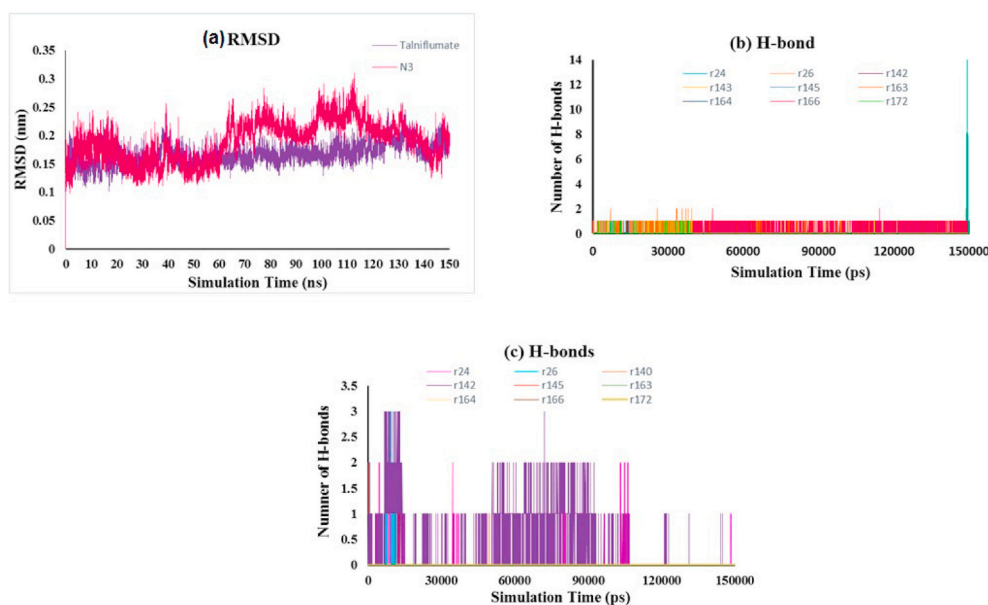 (a) RMSD
Talniflumate
N3
RMSD (nm)
0.35
0.3
0.25
0.2
0.15
0.1
0.05
0
0 10 20 30 40 50 60 70 80 90 100 110 120 130 140 150
Simulation Time (ns)
(b) H-bond
r24 r26 r142
r143 r145 r163
r164 r166 r172
Number of H-bonds
14
12
10
8
6
4
2
0
0 30000 60000 90000 120000 150000
Simulation Time (ps)
(c) H-bonds
r24 r26 r140
r142 r145 r163
r164 r166 r172
Numner of H-bonds
3.5
3
2.5
2
1.5
1
0.5
0
0 30000 60000 90000 120000 150000
Simulation Time (ps)